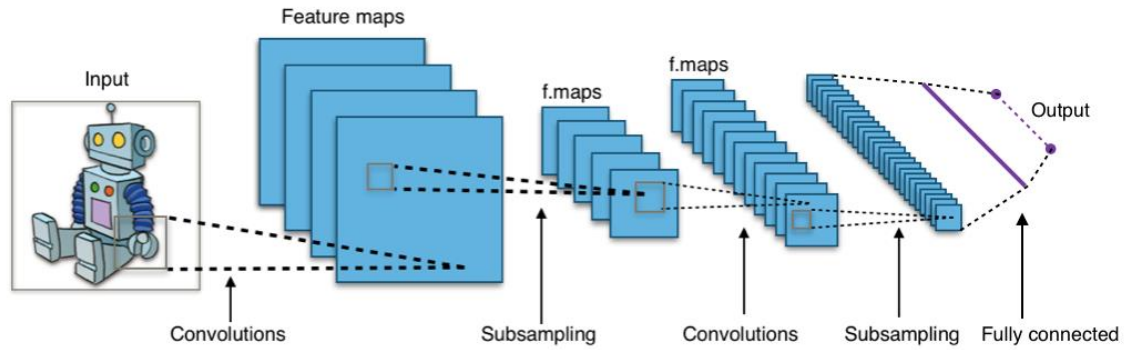 Feature maps
f.maps
Input
f.maps
Output
Convolutions
Subsampling
Convolutions
Subsampling
Fully connected